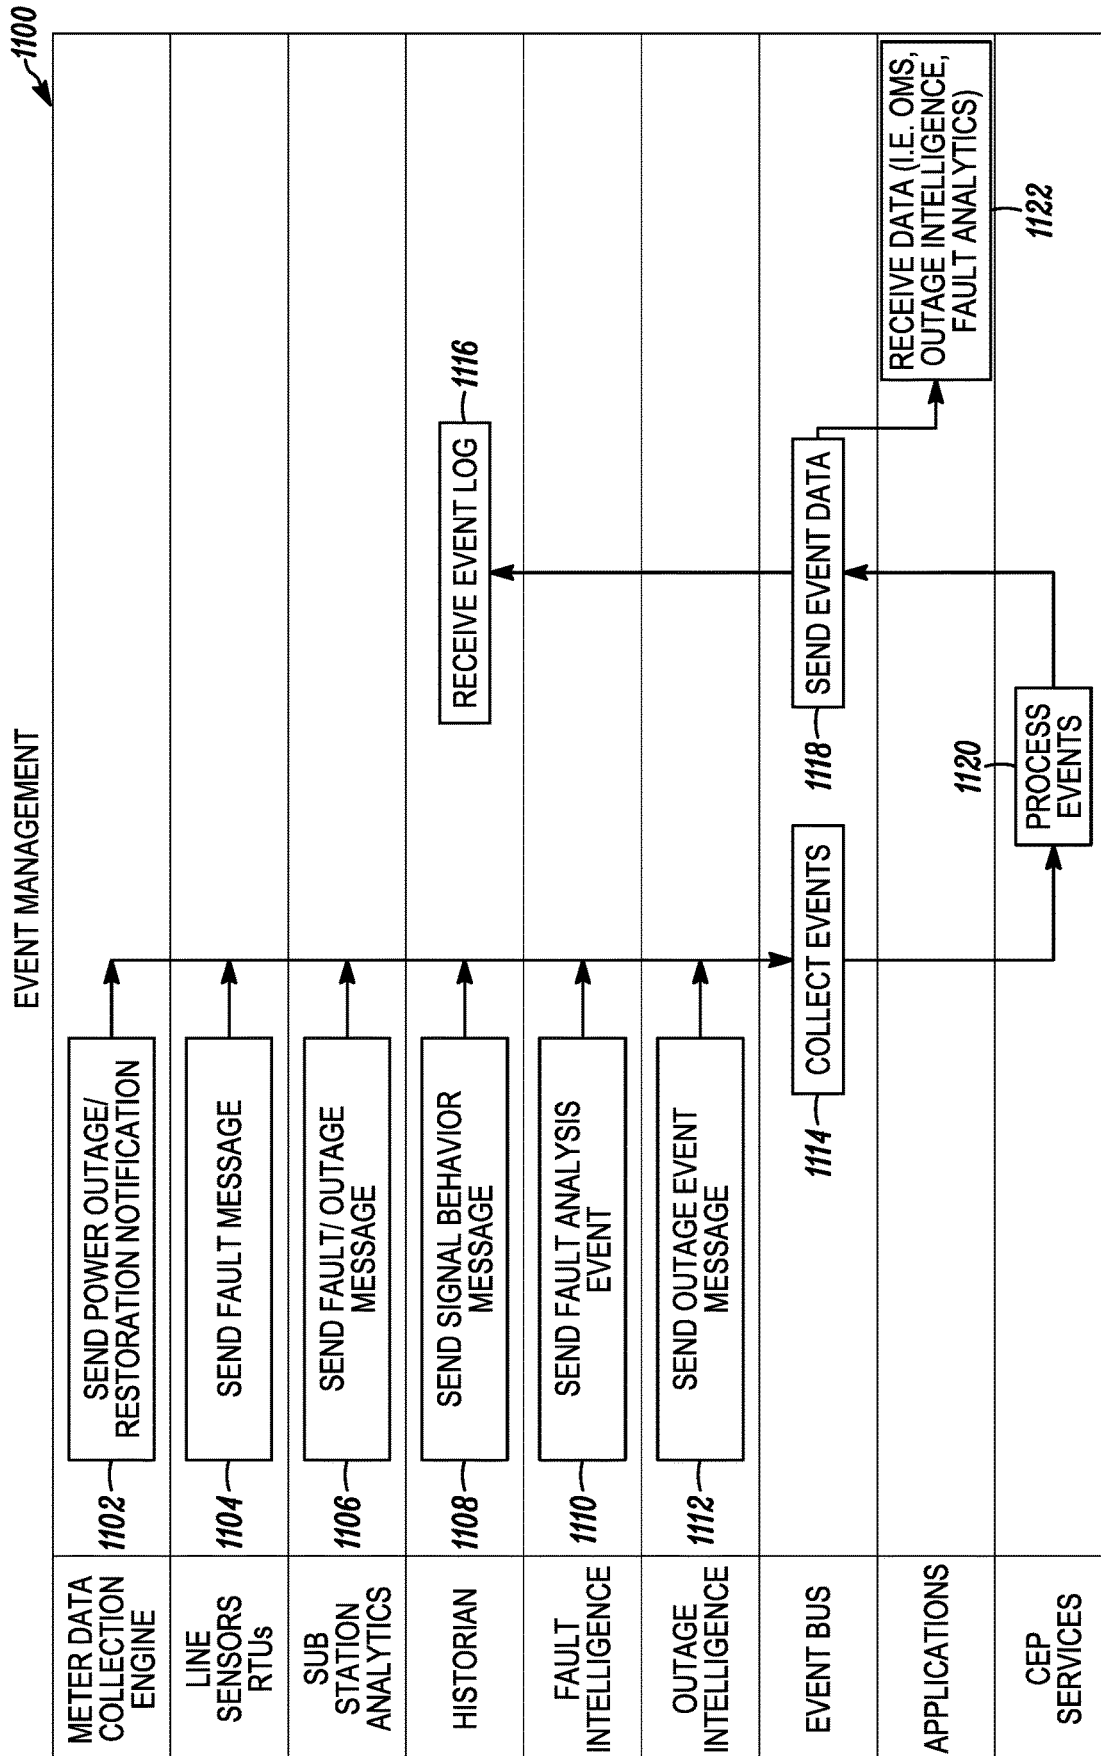 EVENT MANAGEMENT
1100
METER DATA
COLLECTION
ENGINE
1102
SEND POWER OUTAGE/
RESTORATION NOTIFICATION
LINE
SENSORS
RTUs
1104
SEND FAULT MESSAGE
SUB
STATION
ANALYTICS
1106
SEND FAULT/ OUTAGE
MESSAGE
HISTORIAN
1108
SEND SIGNAL BEHAVIOR
MESSAGE
RECEIVE EVENT LOG
1116
FAULT
INTELLIGENCE
1110
SEND FAULT ANALYSIS
EVENT
OUTAGE
INTELLIGENCE
1112
SEND OUTAGE EVENT
MESSAGE
EVENT BUS
1114
COLLECT EVENTS
1118
SEND EVENT DATA
APPLICATIONS
RECEIVE DATA (I.E. OMS,
OUTAGE INTELLIGENCE,
FAULT ANALYTICS)
1122
CEP
SERVICES
1120
PROCESS
EVENTS